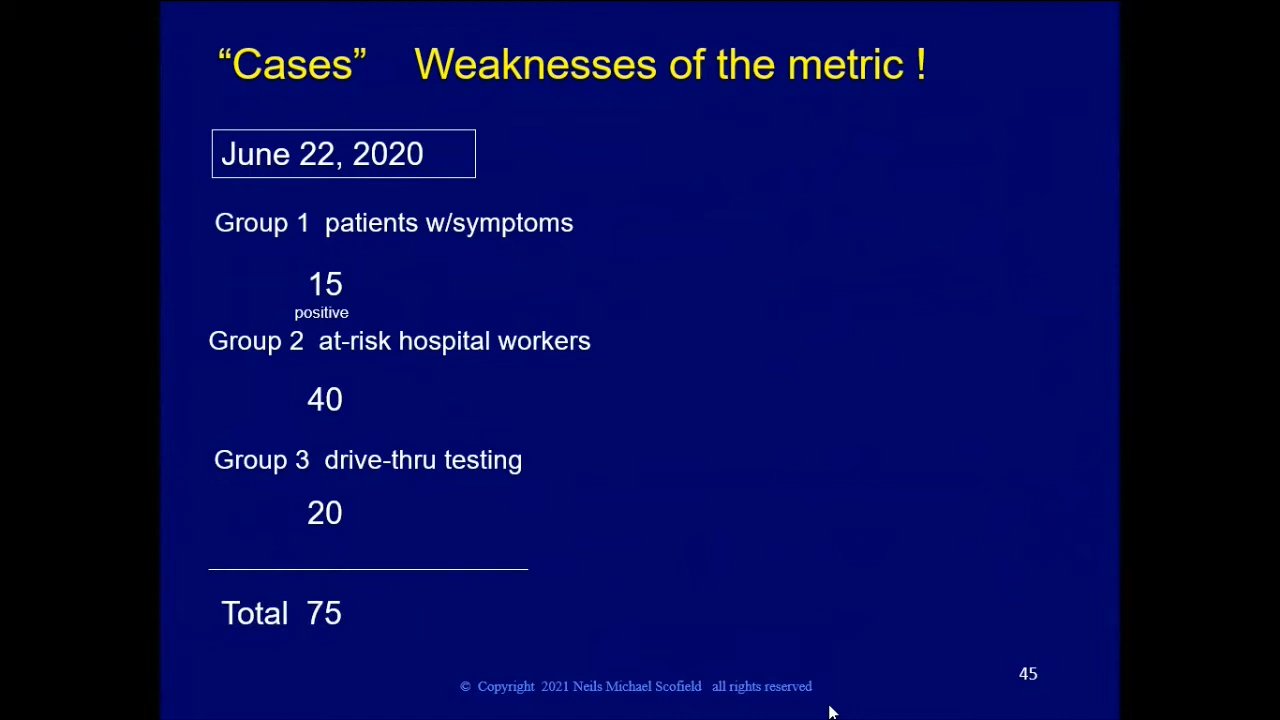 “Cases” Weaknesses of the metric !
June 22, 2020
Group 1 patients w/symptoms
15
positive
Group 2 at-risk hospital workers
40
Group 3 drive-thru testing
20
Total 75
45
© Copyright 2021 Neils Michael Scofield all rights reserved